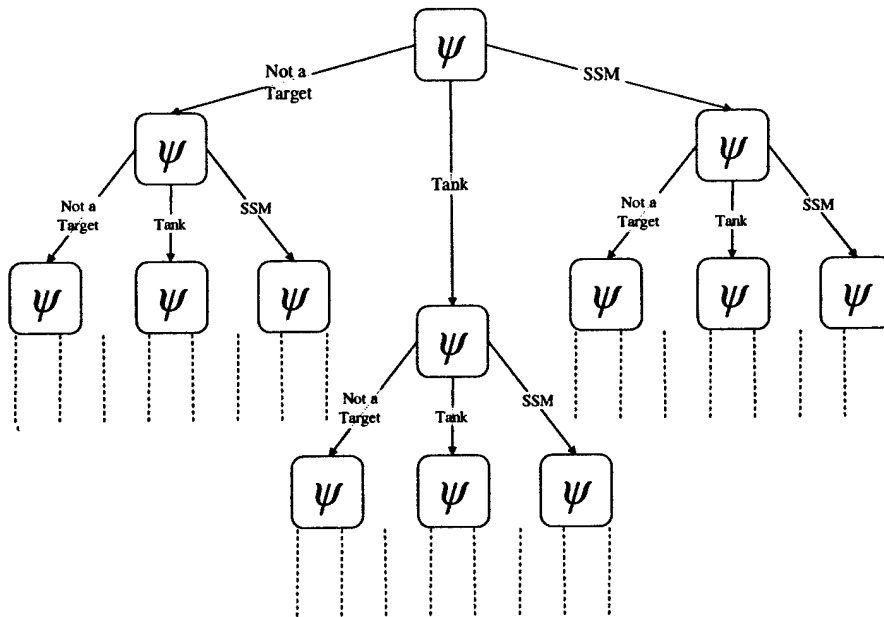 ψ
Not a
Target
SSM
ψ
ψ
Tank
Not a
Target
Tank
SSM
Not a
Target
Tank
SSM
ψ
ψ
ψ
ψ
ψ
ψ
ψ
Not a
Target
Tank
SSM
ψ
ψ
ψ